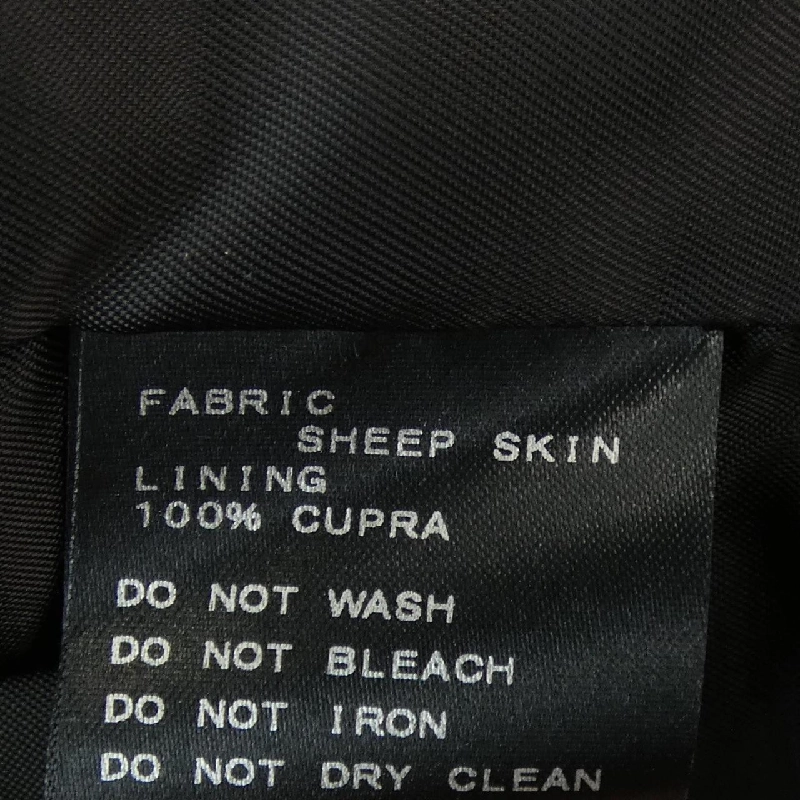 FABRIC
SHEEP SKIN
LINING
100% CUPRA
DO NOT WASH
DO NOT BLEACH
DO NOT IRON
DO NOT DRY CLEAN